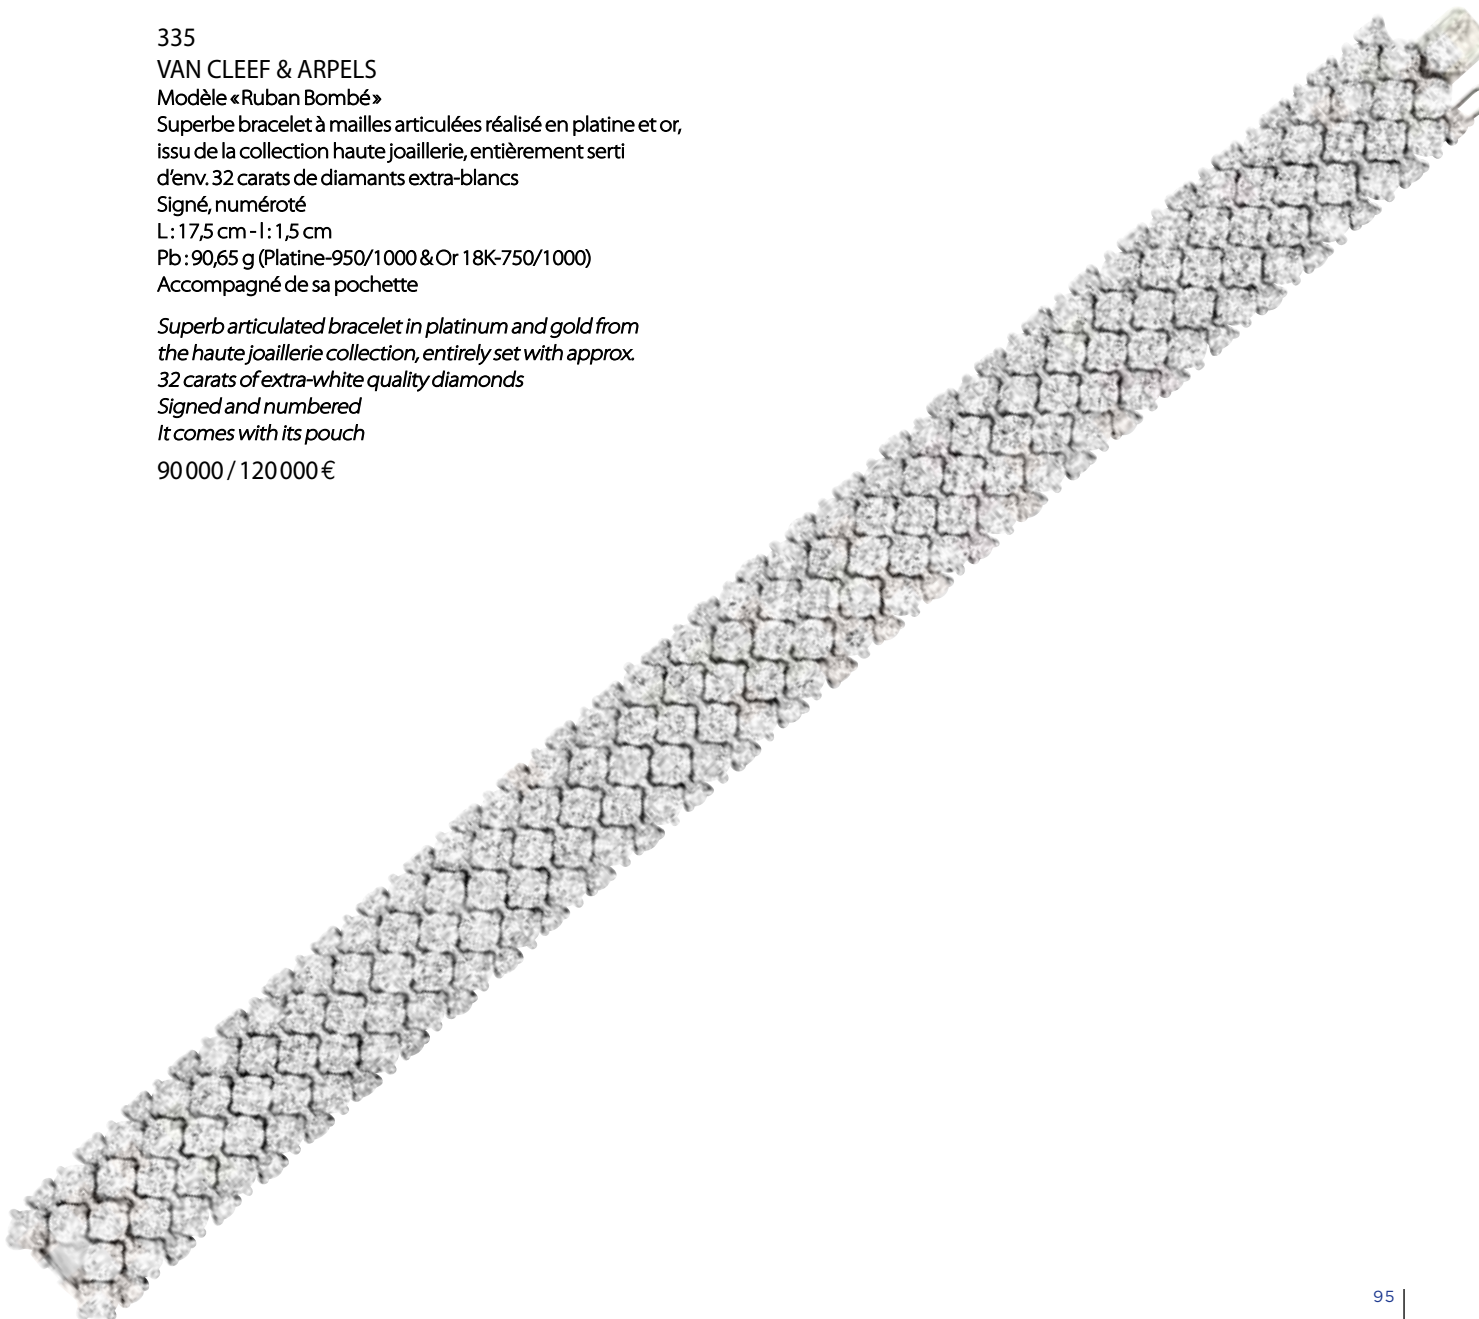 335
VAN CLEEF & ARPELS
Modèle «Ruban Bombé»
Superbe bracelet à mailles articulées réalisé en platine et or,
issu de la collection haute joaillerie, entièrement serti
d'env. 32 carats de diamants extra-blancs
Signé, numéroté
L : 17,5 cm - l : 1,5 cm
Pb : 90,65 g (Platine-950/1000 & Or 18K-750/1000)
Accompagné de sa pochette
Superb articulated bracelet in platinum and gold from
the haute joaillerie collection, entirely set with approx.
32 carats of extra-white quality diamonds
Signed and numbered
It comes with its pouch
90 000 / 120 000 €
95